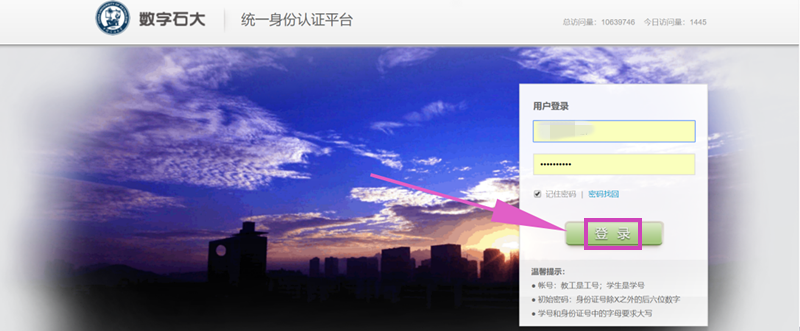 数字石大 统一身份认证平台 总访问量：10639746 今日访问量：1445
用户登录
••••••••••
记住密码 | 密码找回
登 录
温馨提示：
● 帐号：教工是工号；学生是学号
● 初始密码：身份证号除X之外的后六位数字
● 学号和身份证号中的字母要求大写